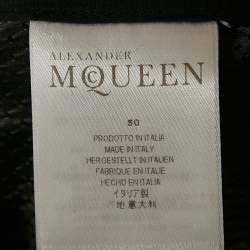 ALEXANDER
MCQUEEN
50
PRODOTTO IN ITALIA
MADE IN ITALY
HERGESTELLT IN ITALIEN
FABRIQUE EN ITALIE
HECHO EN ITALIA
イタリア製
产地意大利